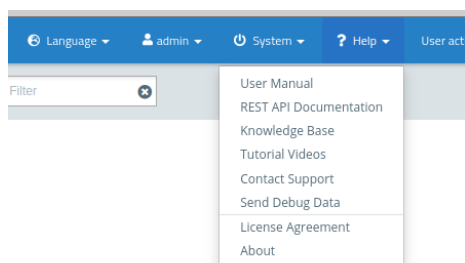 Language admin System ? Help User act
Filter
User Manual
REST API Documentation
Knowledge Base
Tutorial Videos
Contact Support
Send Debug Data
License Agreement
About